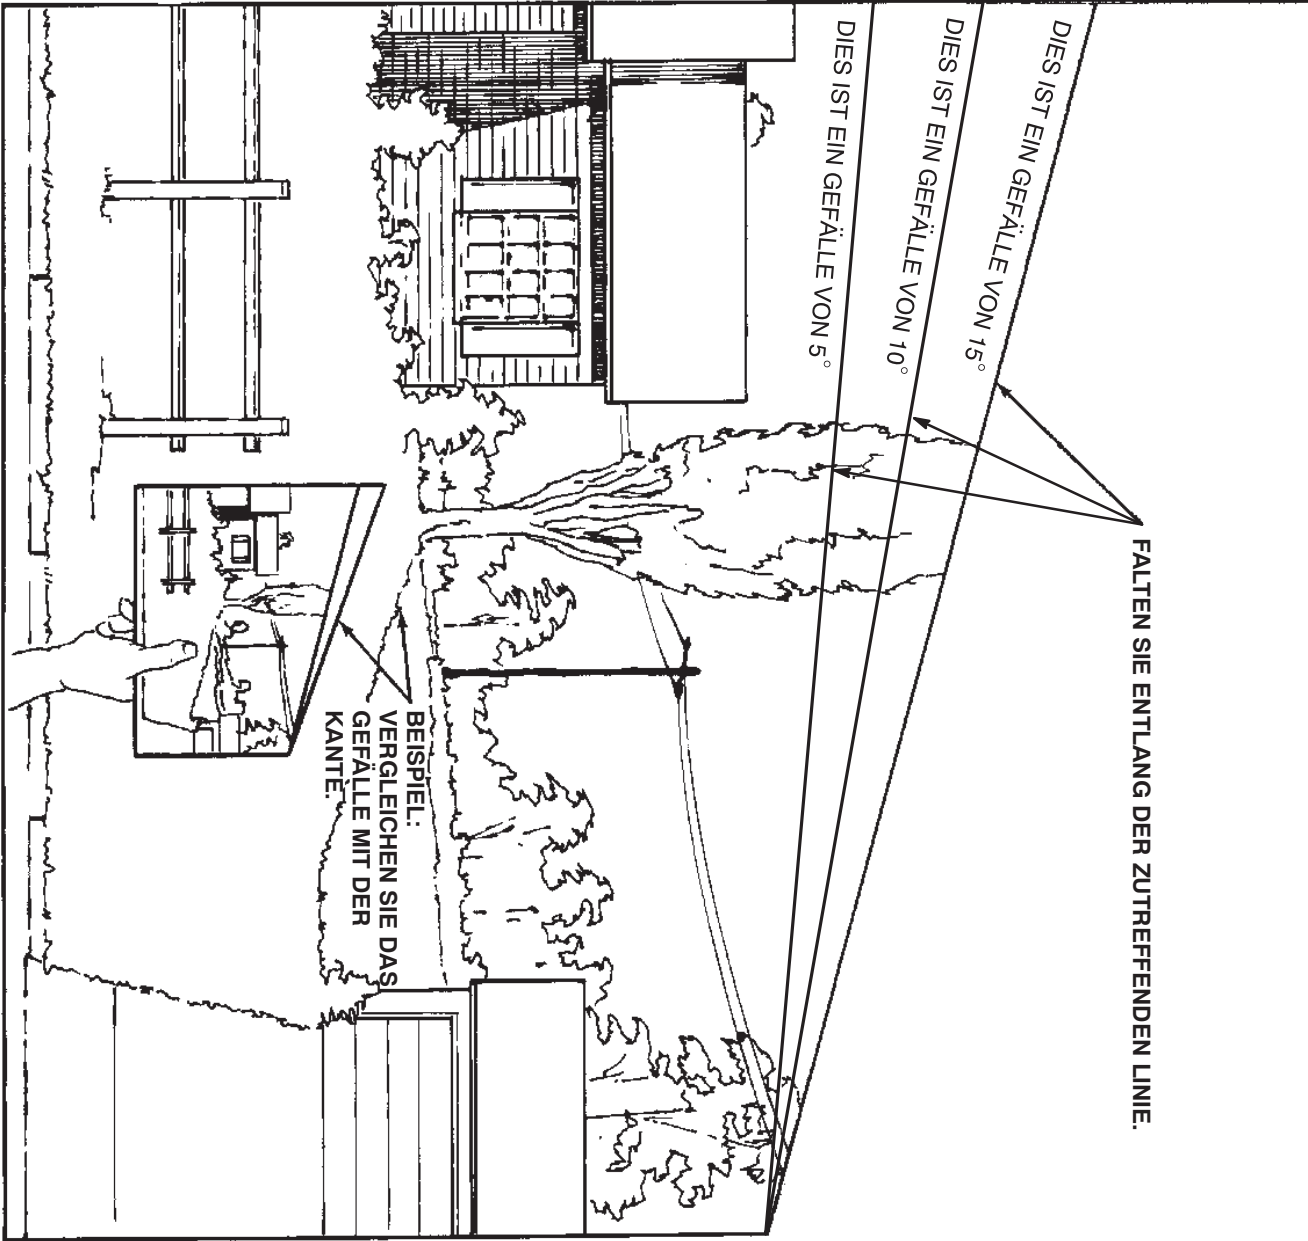 FALTEN SIE ENTLANG DER ZUTREFFENDEN LINIE.
DIES IST EIN GEFÄLLE VON 15°
DIES IST EIN GEFÄLLE VON 10°
DIES IST EIN GEFÄLLE VON 5°
BEISPIEL:
VERGLEICHEN SIE DAS
GEFÄLLE MIT DER
KANTE.